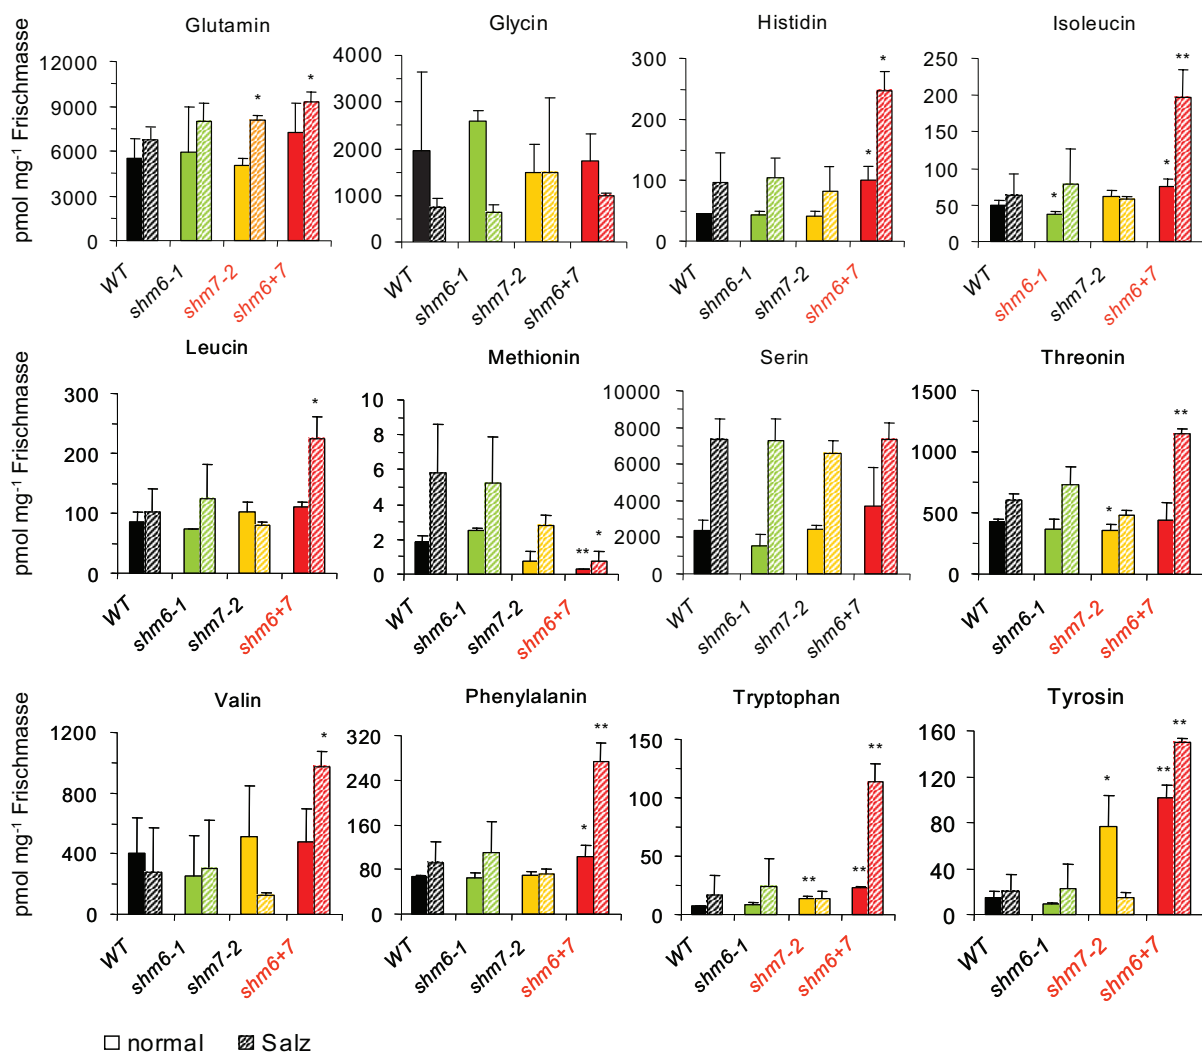 Glutamin Glycin Histidin Isoleucin
pmol mg⁻¹ Frischmasse
12000 9000 6000 3000 0
* *
WT shm6-1 shm7-2 shm6+7
4000 3000 2000 1000 0
WT shm6-1 shm7-2 shm6+7
300 200 100 50 0
* *
WT shm6-1 shm7-2 shm6+7
250 200 150 100 50 0
* * **
WT shm6-1 shm7-2 shm6+7
Leucin Methionin Serin Threonin
pmol mg⁻¹ Frischmasse
300 200 100 0
*
WT shm6-1 shm7-2 shm6+7
10 8 6 4 2 0
** *
WT shm6-1 shm7-2 shm6+7
10000 8000 6000 4000 2000 0
WT shm6-1 shm7-2 shm6+7
1500 1000 500 0
* **
WT shm6-1 shm7-2 shm6+7
Valin Phenylalanin Tryptophan Tyrosin
pmol mg⁻¹ Frischmasse
1200 800 400 0
*
WT shm6-1 shm7-2 shm6+7
320 240 160 80 0
* **
WT shm6-1 shm7-2 shm6+7
150 100 50 25 0
** ** **
WT shm6-1 shm7-2 shm6+7
160 120 80 40 0
* ** **
WT shm6-1 shm7-2 shm6+7
normal Salz